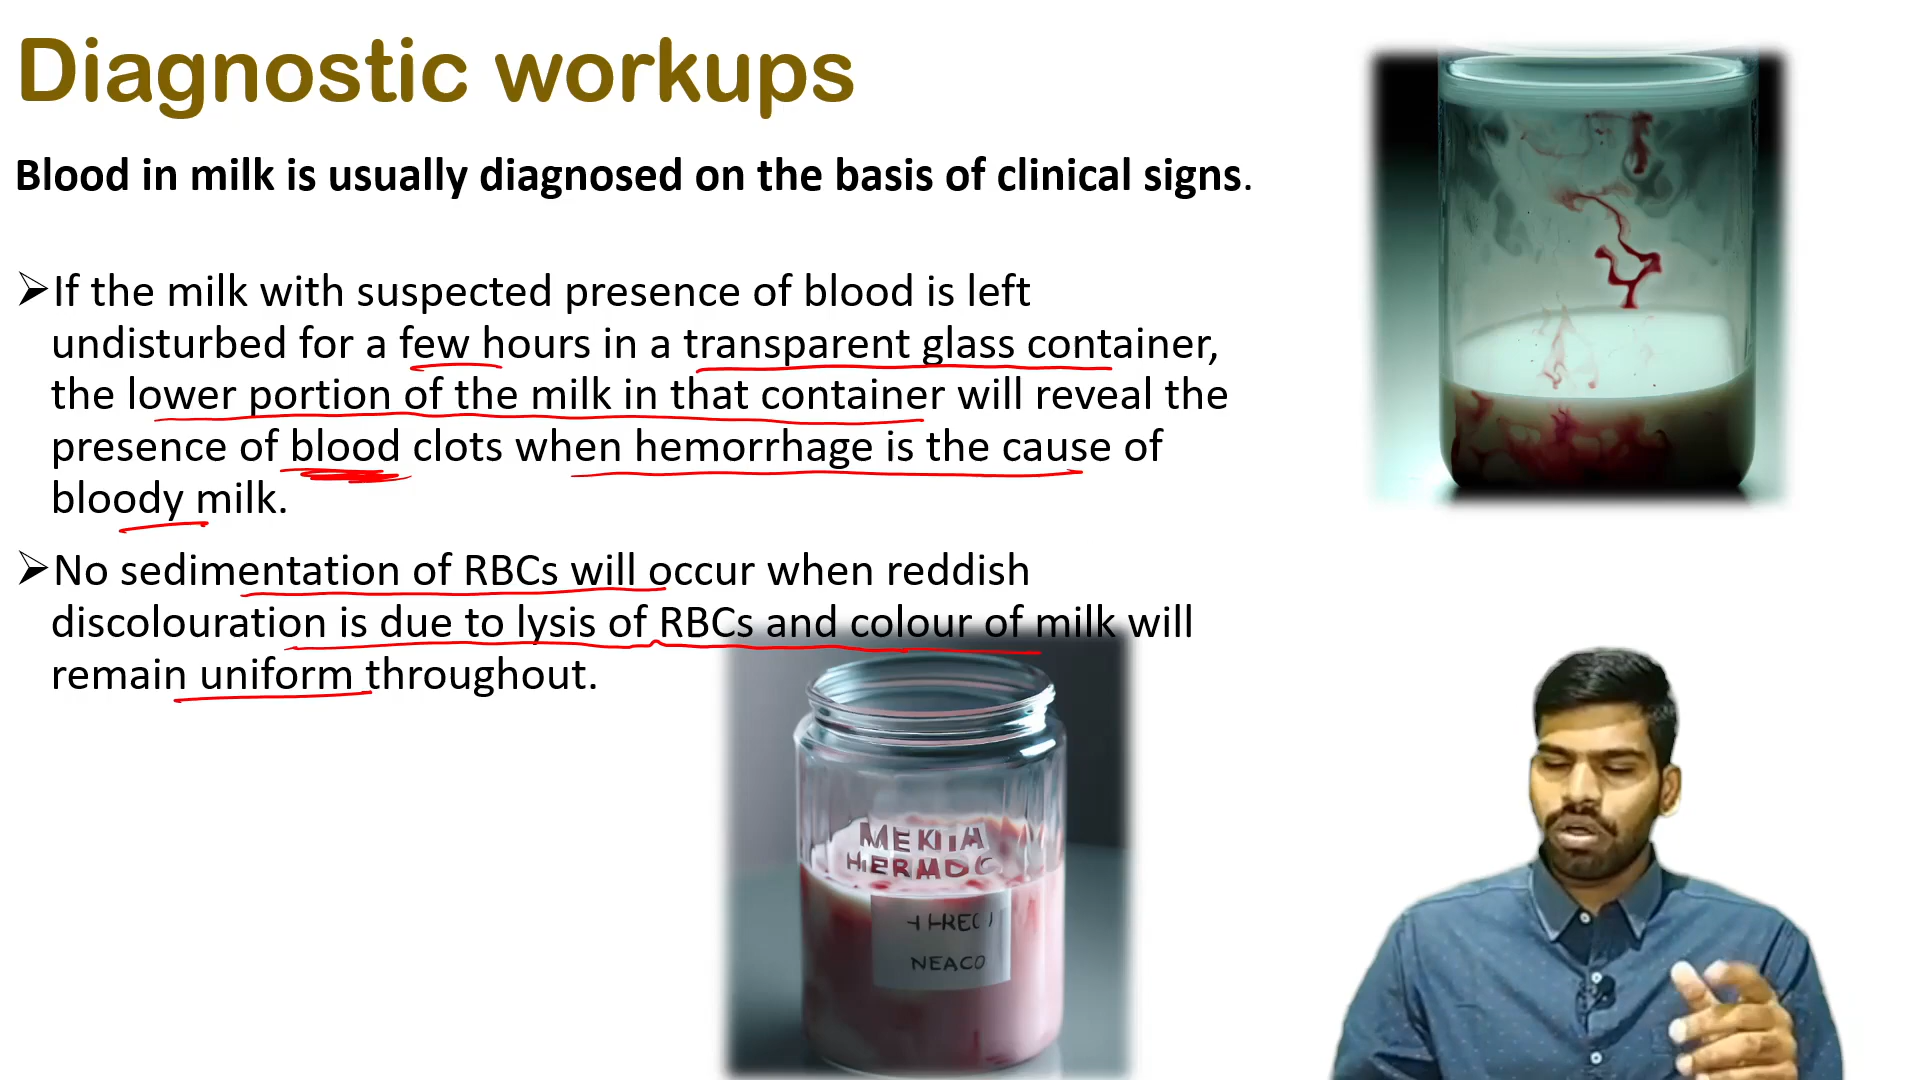 Diagnostic workups
Blood in milk is usually diagnosed on the basis of clinical signs.
➢If the milk with suspected presence of blood is left
undisturbed for a few hours in a transparent glass container,
the lower portion of the milk in that container will reveal the
presence of blood clots when hemorrhage is the cause of
bloody milk.
➢No sedimentation of RBCs will occur when reddish
discolouration is due to lysis of RBCs and colour of milk will
remain uniform throughout.
NEACO